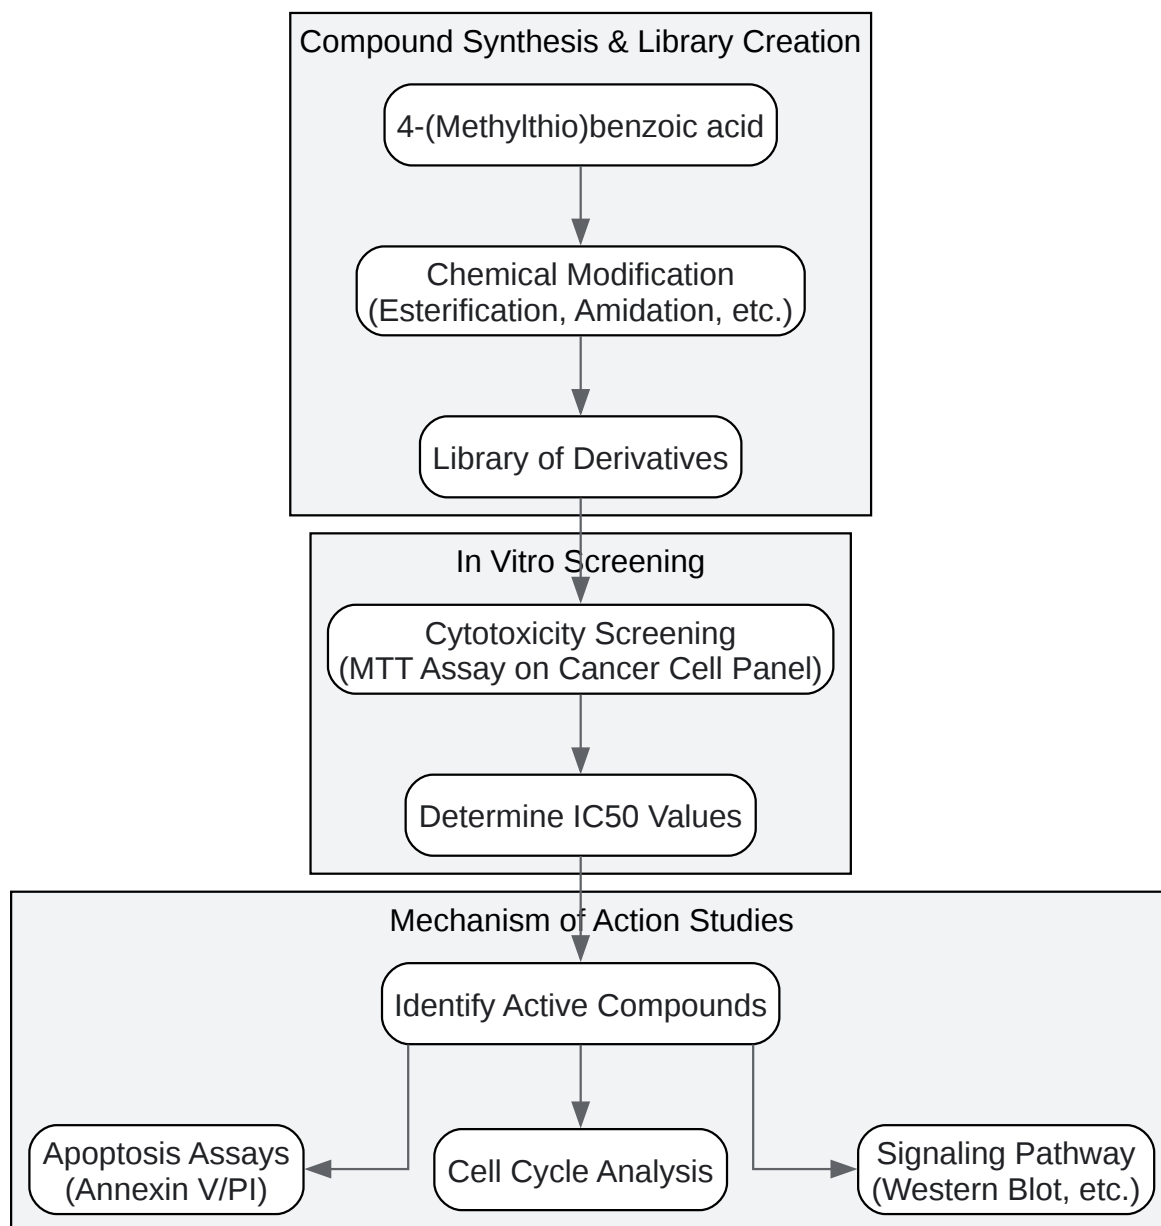 Compound Synthesis & Library Creation
4-(Methylthio)benzoic acid
Chemical Modification
(Esterification, Amidation, etc.)
Library of Derivatives
In Vitro Screening
Cytotoxicity Screening
(MTT Assay on Cancer Cell Panel)
Determine IC50 Values
Mechanism of Action Studies
Identify Active Compounds
Apoptosis Assays
(Annexin V/PI)
Cell Cycle Analysis
Signaling Pathway
(Western Blot, etc.)